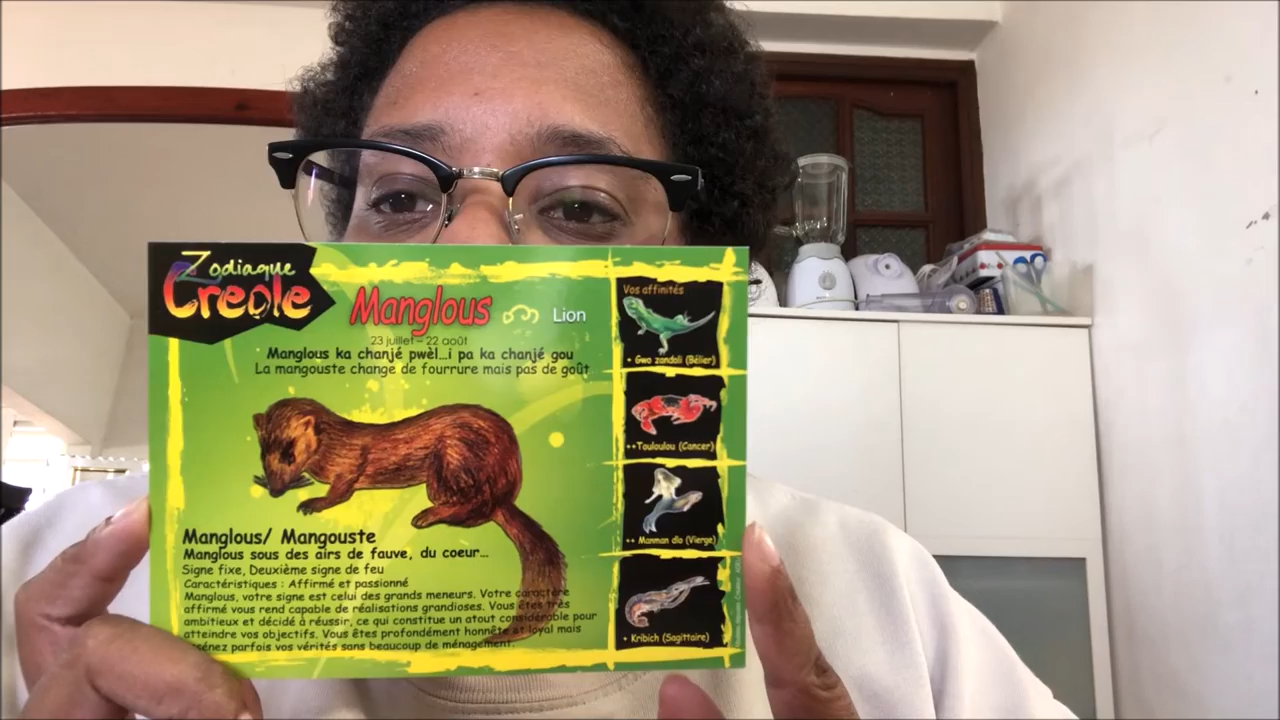 Zodiaque
Creole
Manglous
Lion
23 juillet – 22 août
Manglous ka chanjé pwèl...i pa ka chanjé gou
La mangouste change de fourrure mais pas de goût
Vos affinités
+ Gwo zandoli (Bélier)
++Touloulou (Cancer)
++ Manman dlo (Vierge)
+ Kribich (Sagittaire)
Manglous/ Mangouste
Manglous sous des airs de fauve, du coeur...
Signe fixe, Deuxième signe de feu
Caractéristiques : Affirmé et passionné
Manglous, votre signe est celui des grands meneurs. Votre caractère
affirmé vous rend capable de réalisations grandioses. Vous êtes très
ambitieux et décidé à réussir, ce qui constitue un atout considérable pour
atteindre vos objectifs. Vous êtes profondément honnête et loyal mais
parfois vos vérités sans beaucoup de ménagement.